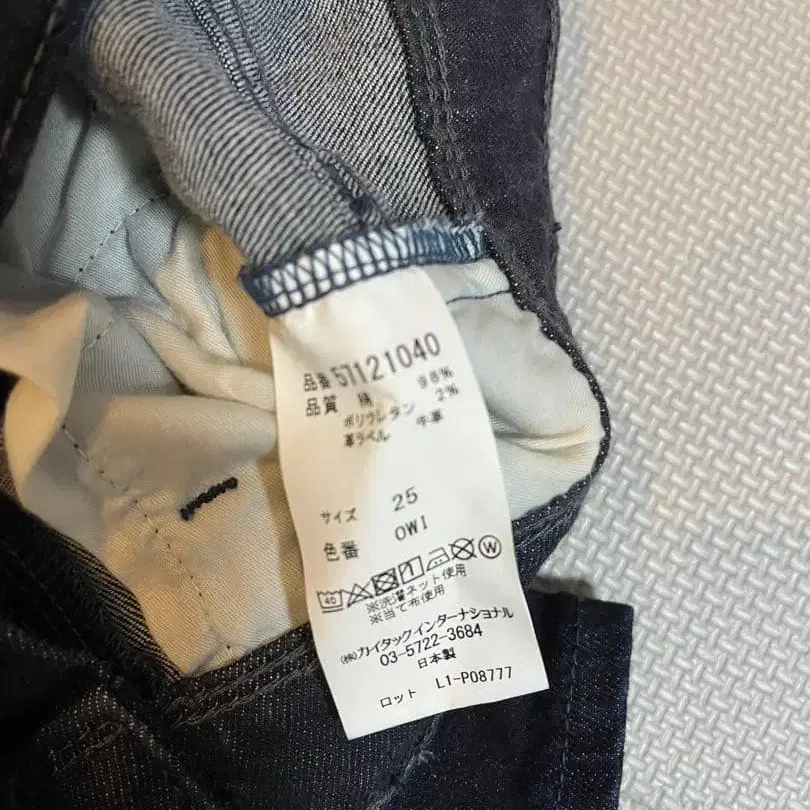 品番 57121040
品質 綿 98%
ポリウレタン 2%
革ラベル 牛革
サイズ 25
色番 OW1
40 W
※洗濯ネット使用
※当て布使用
(株)カイタックインターナショナル
03-5722-3684
日本製
ロット L1-P08777